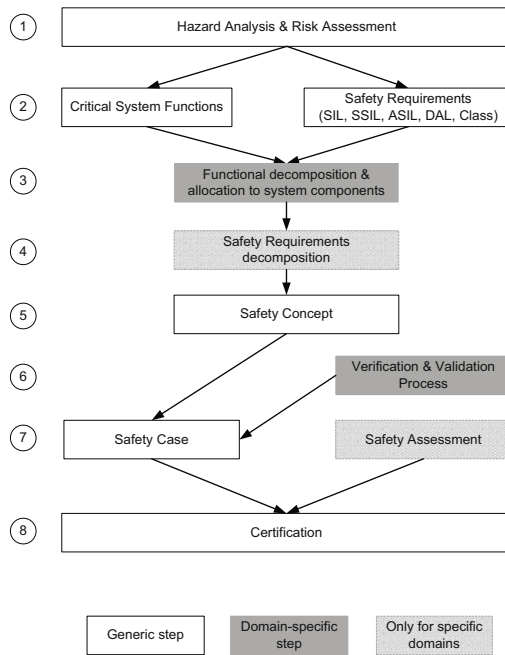 1
Hazard Analysis & Risk Assessment
2
Critical System Functions
Safety Requirements
(SIL, SSIL, ASIL, DAL, Class)
3
Functional decomposition &
allocation to system components
4
Safety Requirements
decomposition
5
Safety Concept
6
Verification & Validation
Process
7
Safety Case
Safety Assessment
8
Certification
Generic step
Domain-specific
step
Only for specific
domains